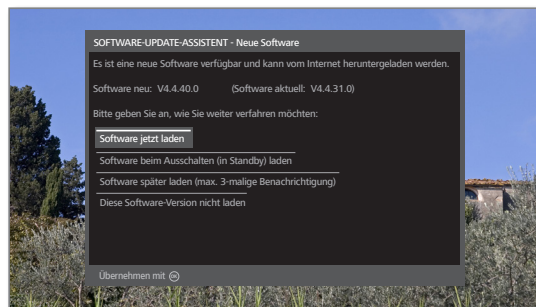 SOFTWARE-UPDATE-ASSISTENT - Neue Software
Es ist eine neue Software verfügbar und kann vom Internet heruntergeladen werden.
Software neu: V4.4.40.0 (Software aktuell: V4.4.31.0)
Bitte geben Sie an, wie Sie weiter verfahren möchten:
Software jetzt laden
Software beim Ausschalten (in Standby) laden
Software später laden (max. 3-malige Benachrichtigung)
Diese Software-Version nicht laden
Übernehmen mit OK